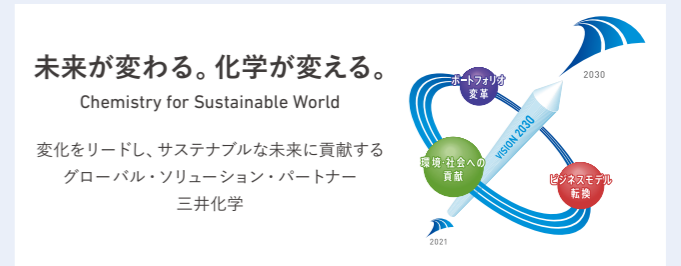 未来が変わる。化学が変える。
Chemistry for Sustainable World
変化をリードし、サステナブルな未来に貢献する
グローバル・ソリューション・パートナー
三井化学
2030
ポートフォリオ
変革
VISION 2030
環境・社会への
貢献
ビジネスモデル
転換
2021